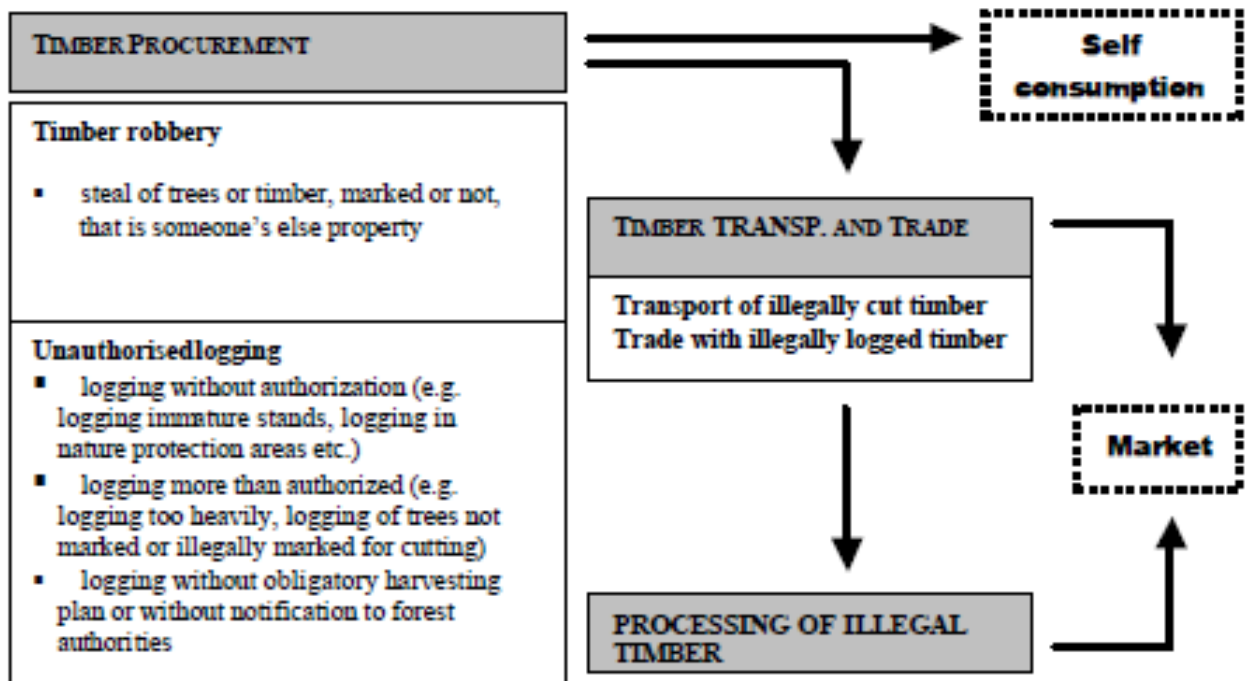 TIMBER PROCUREMENT
Timber robbery
▪ steal of trees or timber, marked or not,
that is someone's else property
Unauthorisedlogging
▪ logging without authorization (e.g.
logging immature stands, logging in
nature protection areas etc.)
▪ logging more than authorized (e.g.
logging too heavily, logging of trees not
marked or illegally marked for cutting)
▪ logging without obligatory harvesting
plan or without notification to forest
authorities
Self
consumption
TIMBER TRANSP. AND TRADE
Transport of illegally cut timber
Trade with illegally logged timber
Market
PROCESSING OF ILLEGAL
TIMBER